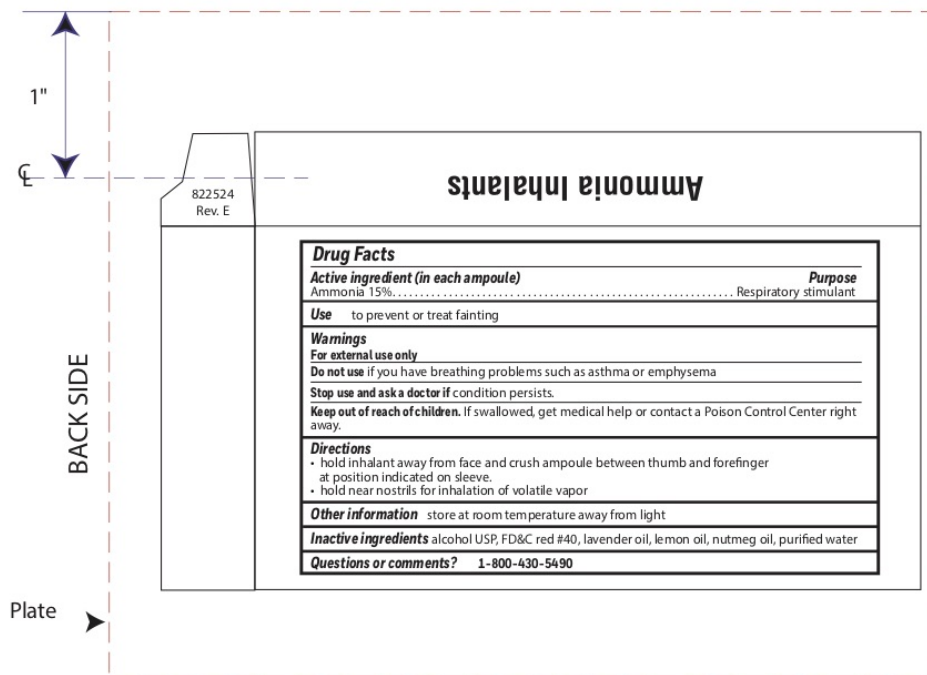 1"
℄
822524
Rev. E
Ammonia Inhalants
Drug Facts
Active ingredient (in each ampoule) Purpose
Ammonia 15%............................................................ Respiratory stimulant
Use to prevent or treat fainting
Warnings
For external use only
Do not use if you have breathing problems such as asthma or emphysema
Stop use and ask a doctor if condition persists.
Keep out of reach of children. If swallowed, get medical help or contact a Poison Control Center right
away.
Directions
• hold inhalant away from face and crush ampoule between thumb and forefinger
at position indicated on sleeve.
• hold near nostrils for inhalation of volatile vapor
Other information store at room temperature away from light
Inactive ingredients alcohol USP, FD&C red #40, lavender oil, lemon oil, nutmeg oil, purified water
Questions or comments? 1-800-430-5490
BACK SIDE
Plate